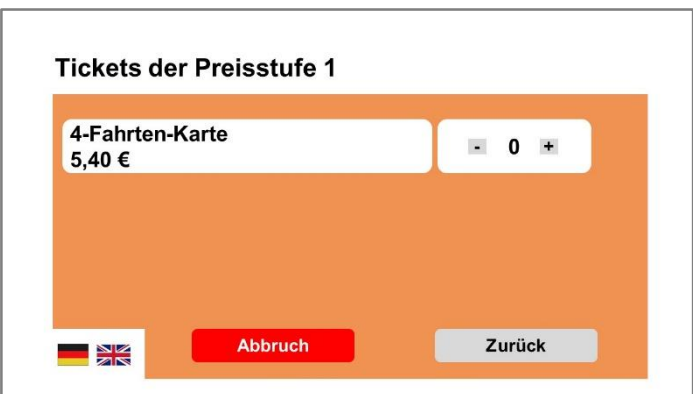 Tickets der Preisstufe 1
4-Fahrten-Karte
5,40 €
- 0 +
Abbruch
Zurück